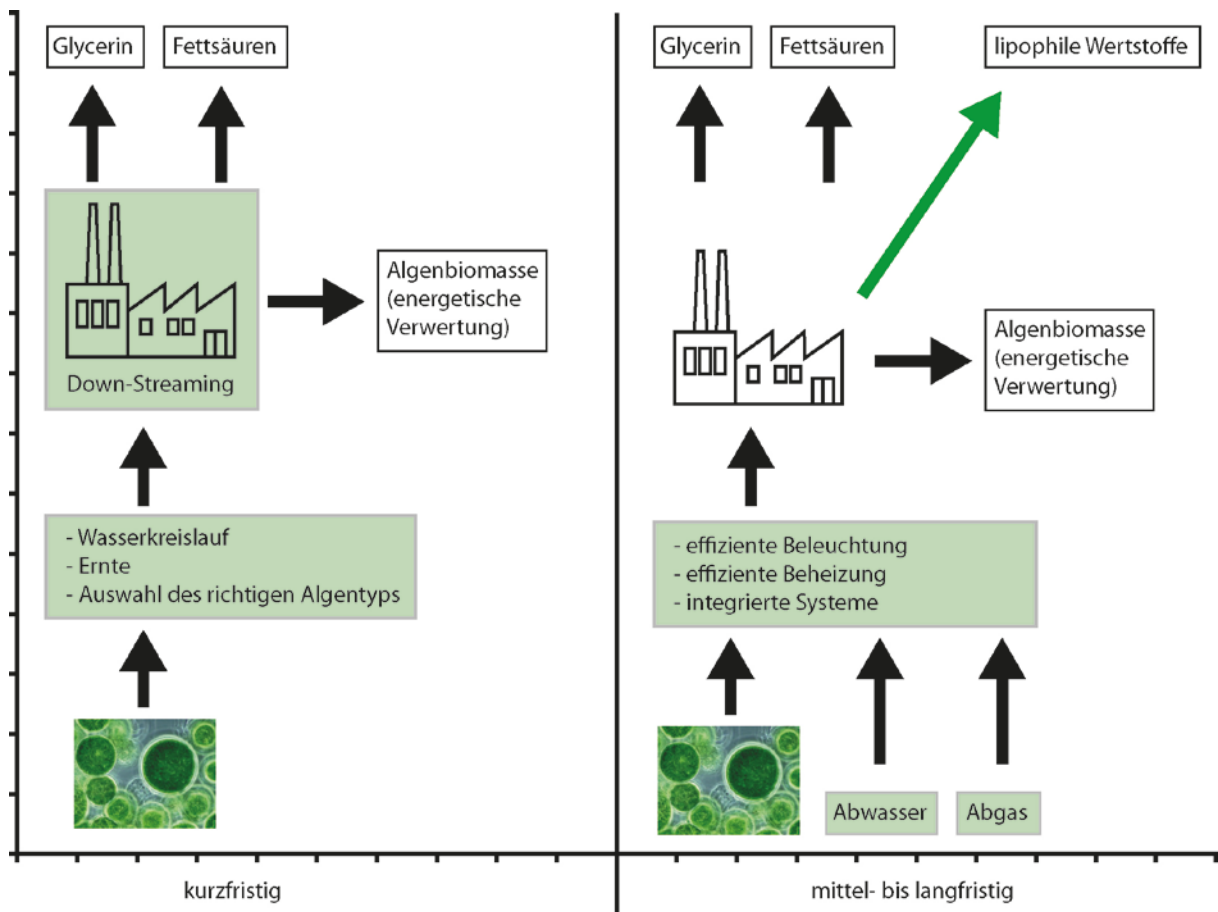 Glycerin
Fettsäuren
Algenbiomasse
(energetische
Verwertung)
Down-Streaming
- Wasserkreislauf
- Ernte
- Auswahl des richtigen Algentyps
kurzfristig
Glycerin
Fettsäuren
lipophile Wertstoffe
Algenbiomasse
(energetische
Verwertung)
- effiziente Beleuchtung
- effiziente Beheizung
- integrierte Systeme
Abwasser
Abgas
mittel- bis langfristig